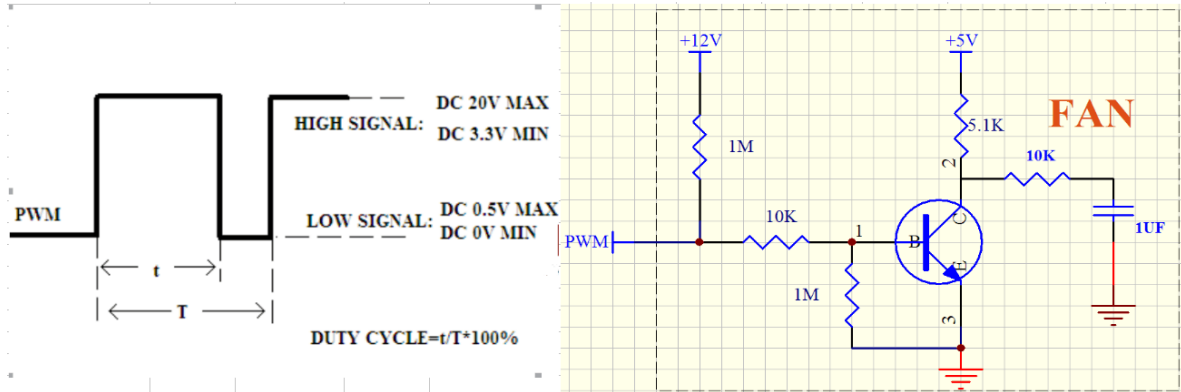 DC 20V MAX
HIGH SIGNAL:
DC 3.3V MIN
PWM
LOW SIGNAL:
DC 0.5V MAX
DC 0V MIN
t
T
DUTY CYCLE=t/T*100%
+12V
+5V
FAN
5.1K
1M
2
10K
C
10K
1
PWM
B
1UF
E
1M
3